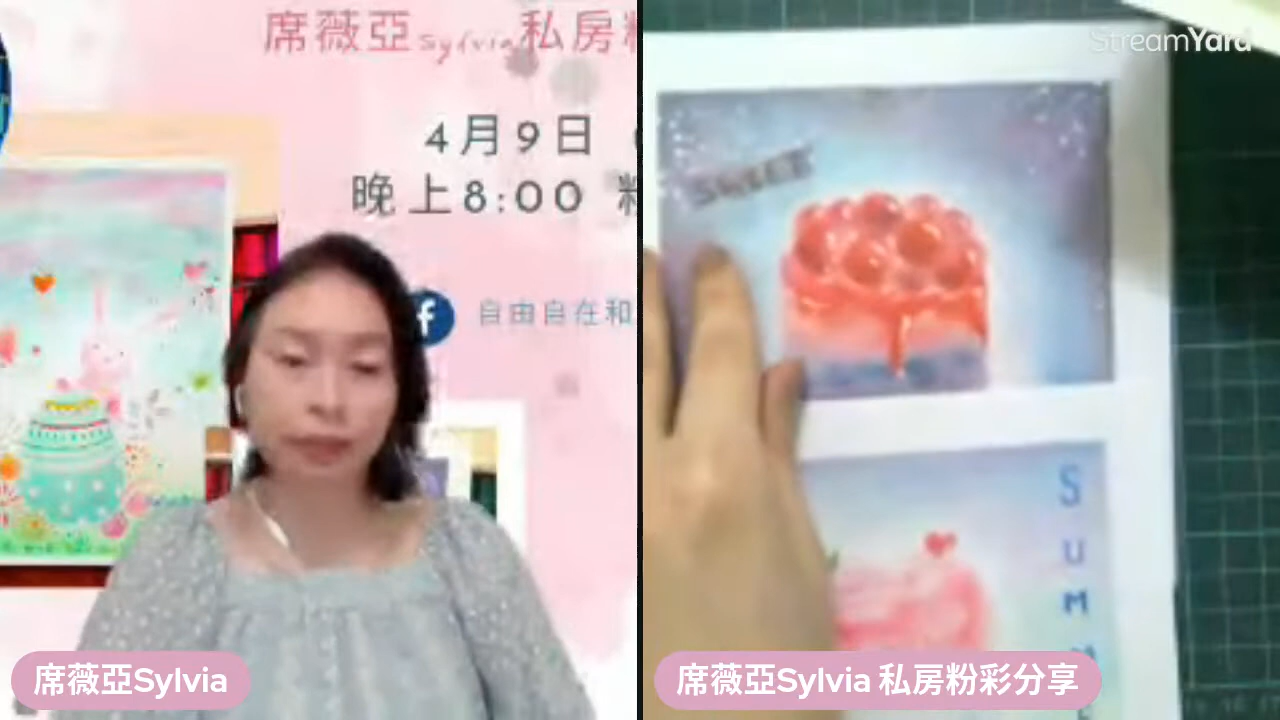 席薇亞Sylvia私房
4月9日
晚上8:00
自由自在和
席薇亞Sylvia
StreamYard
SWEET
SUMM
席薇亞Sylvia 私房粉彩分享